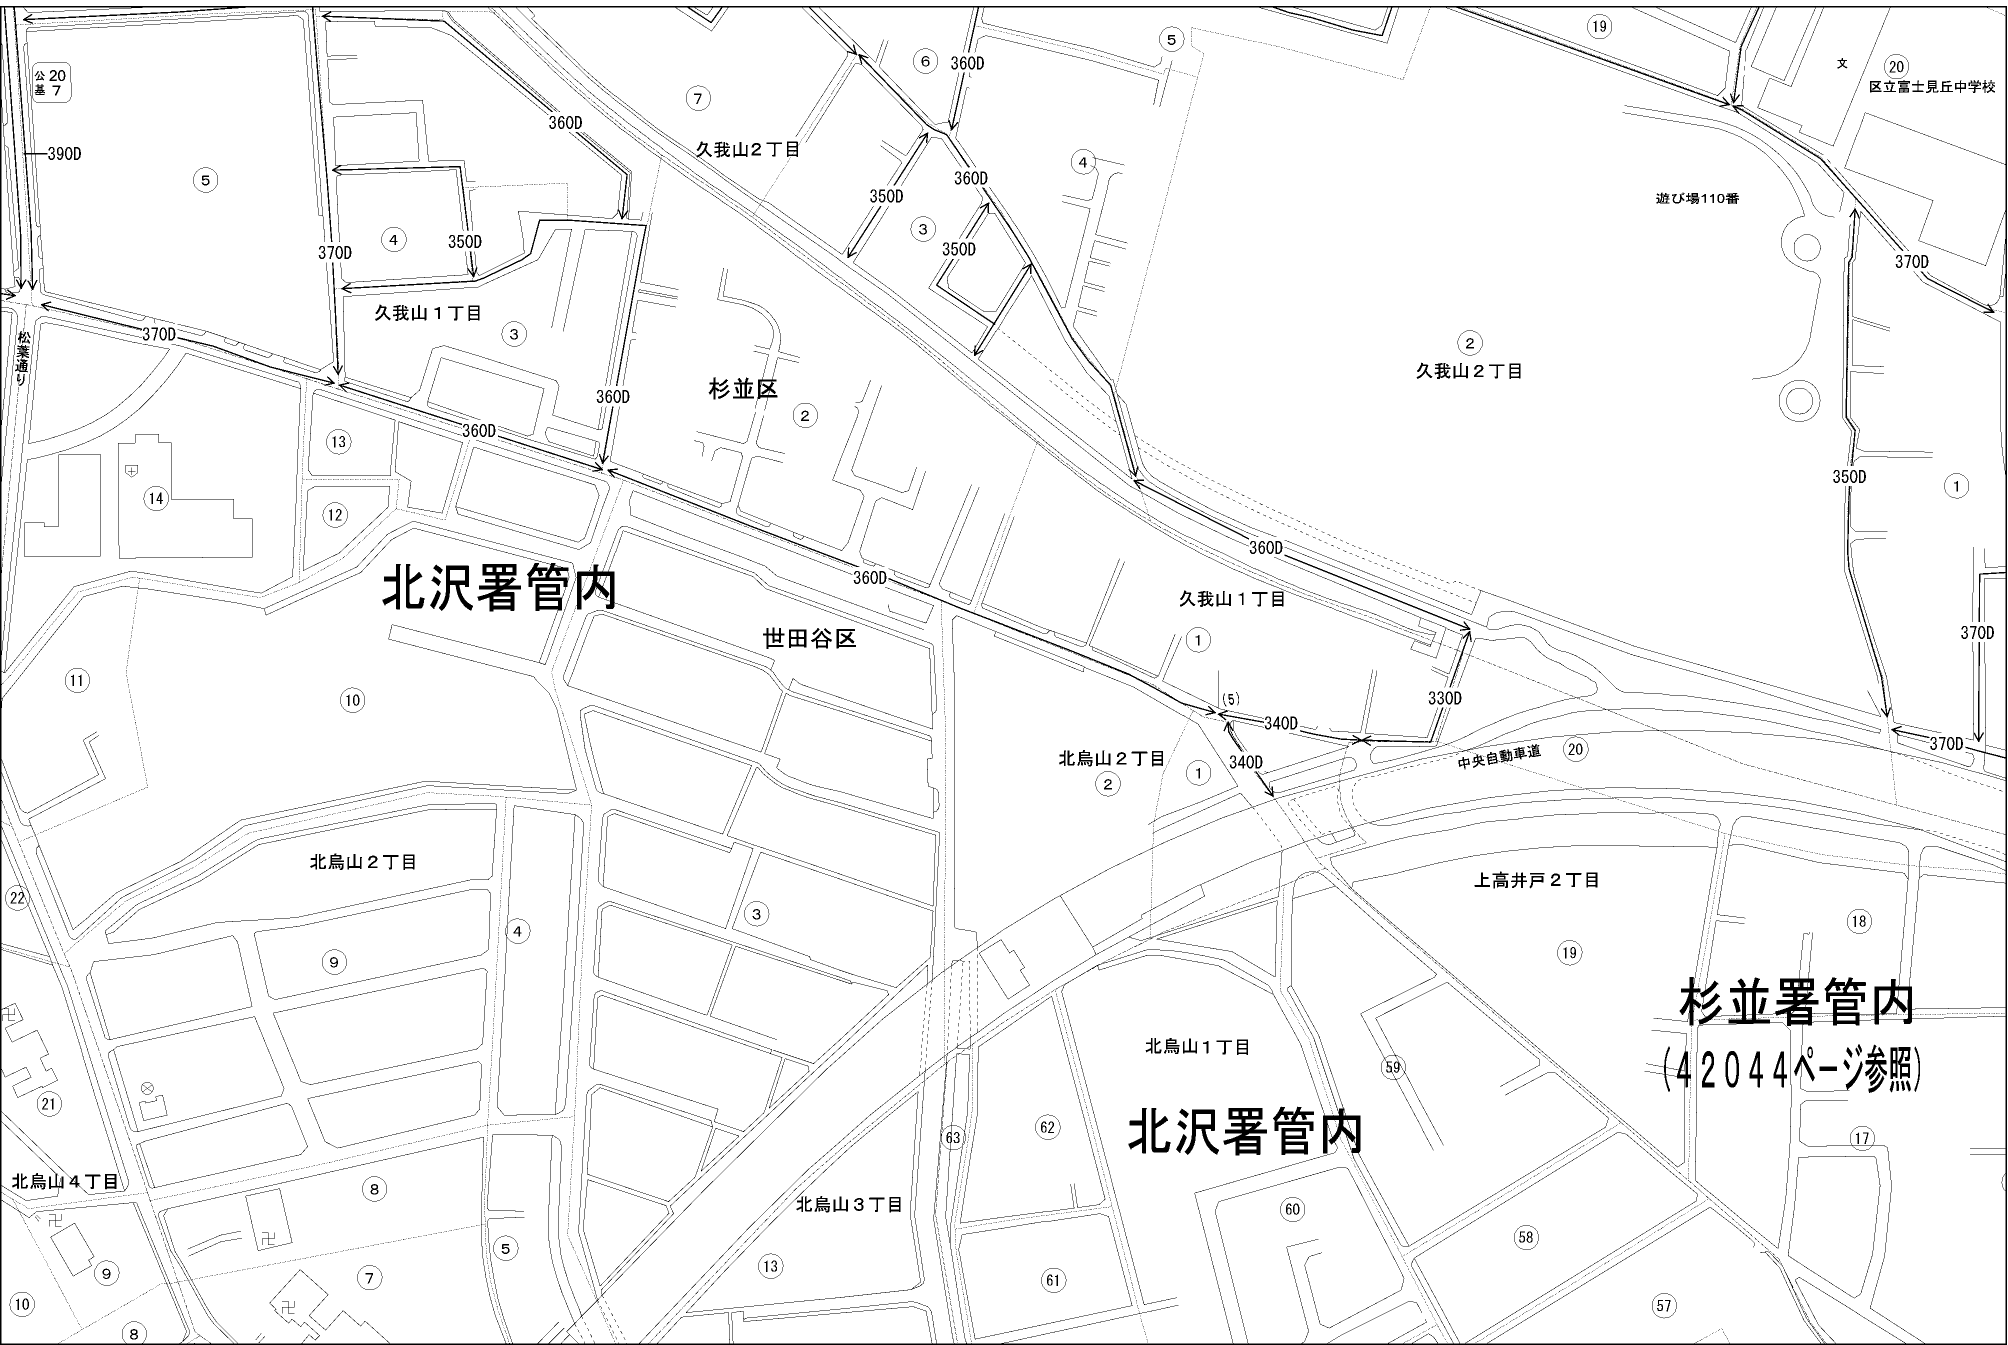 19
5
6
360D
文
20
区立富士見丘中学校
公 20
基 7
7
360D
390D
久我山2丁目
4
5
360D
350D
遊び場110番
3
4
350D
350D
370D
370D
久我山1丁目
370D
松葉通り
3
2
久我山2丁目
杉並区
360D
2
360D
13
350D
1
14
12
360D
360D
北沢署管内
久我山1丁目
世田谷区
1
370D
11
10
(5)
330D
340D
370D
20
中央自動車道
北烏山2丁目
340D
1
2
北烏山2丁目
上高井戸2丁目
22
3
18
4
19
9
杉並署管内
北烏山1丁目
59
(42044ページ参照)
21
62
63
北沢署管内
17
北烏山4丁目
8
北烏山3丁目
60
58
5
13
9
7
61
10
57
8